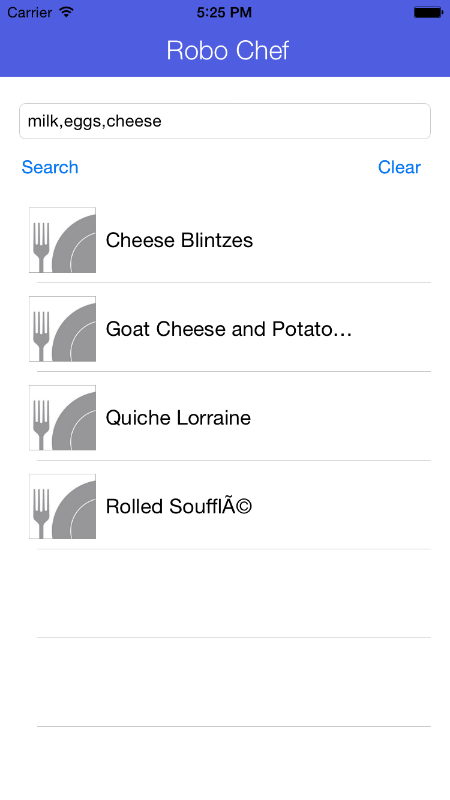 Carrier 5:25 PM
Robo Chef
milk,eggs,cheese
Search Clear
Cheese Blintzes
Goat Cheese and Potato…
Quiche Lorraine
Rolled SoufflÃ©